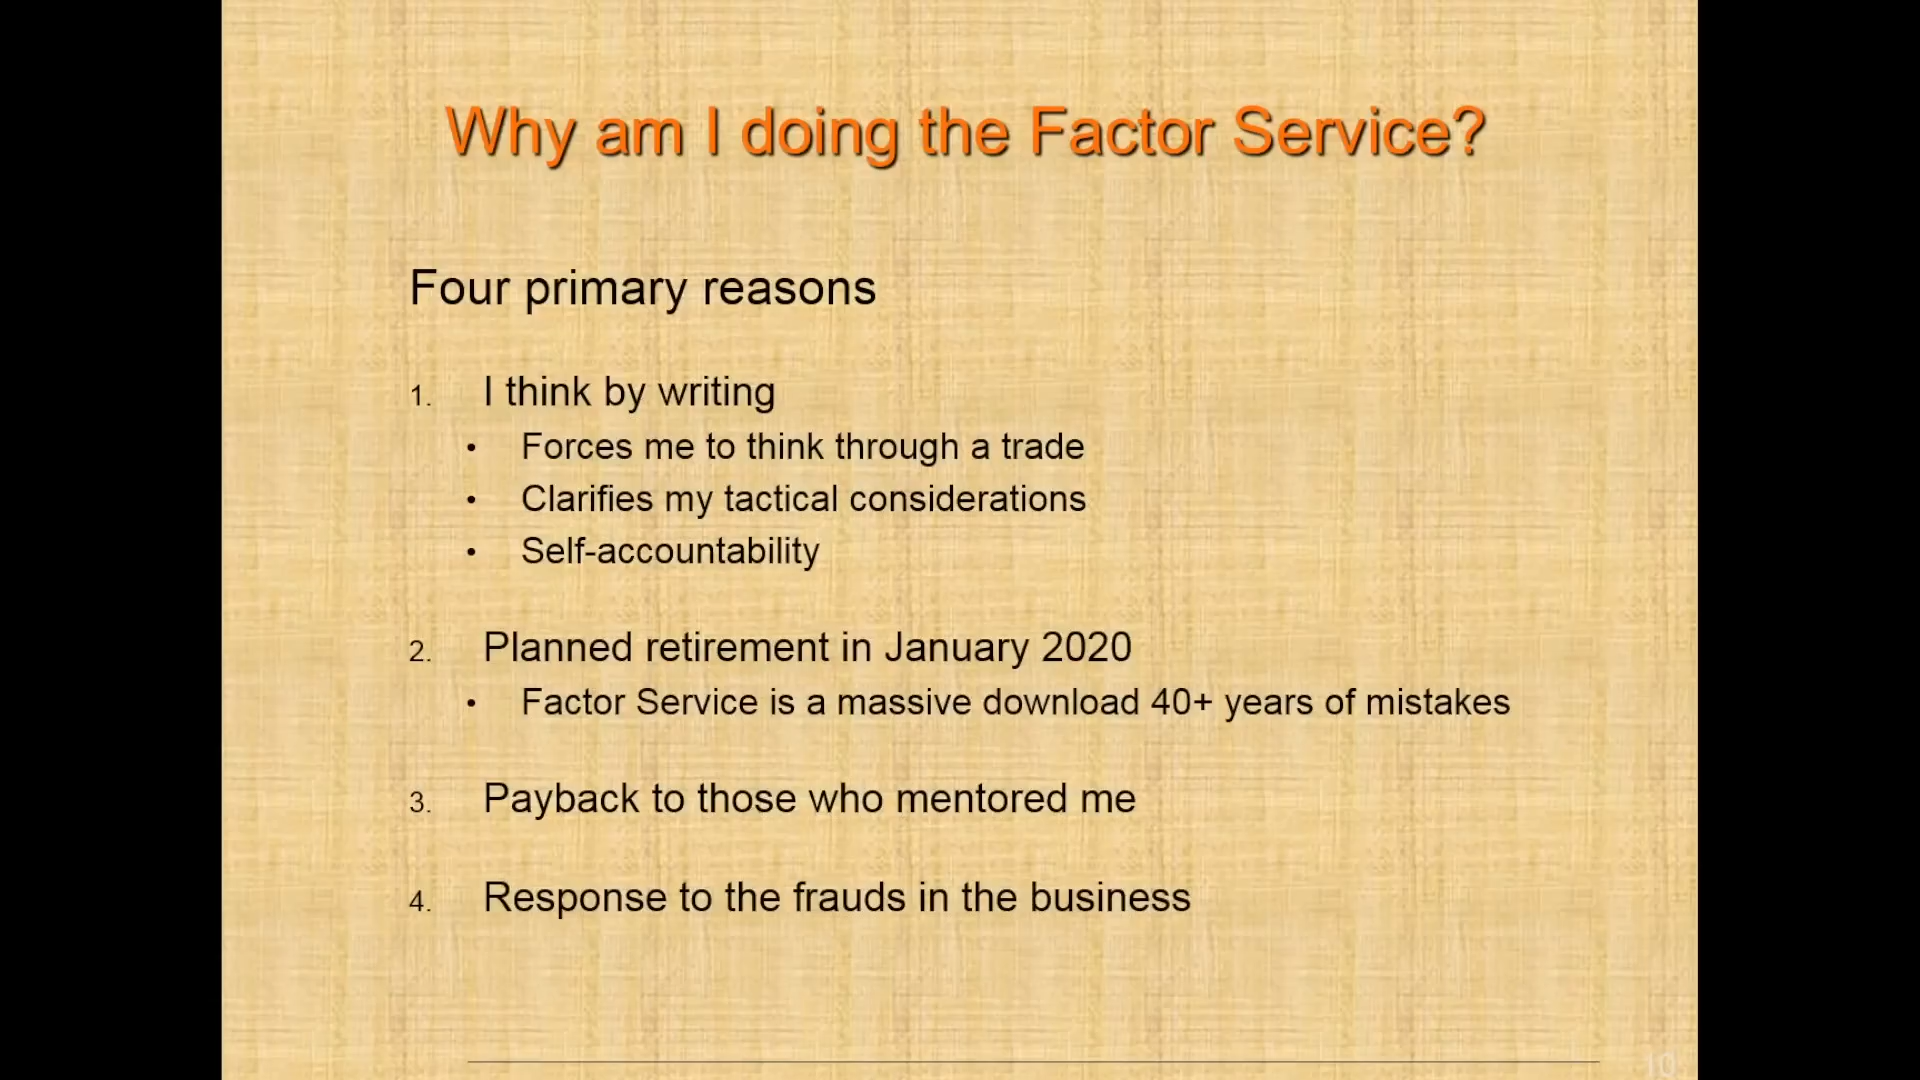 Why am I doing the Factor Service?
Four primary reasons
1. I think by writing
• Forces me to think through a trade
• Clarifies my tactical considerations
• Self-accountability
2. Planned retirement in January 2020
• Factor Service is a massive download 40+ years of mistakes
3. Payback to those who mentored me
4. Response to the frauds in the business
10